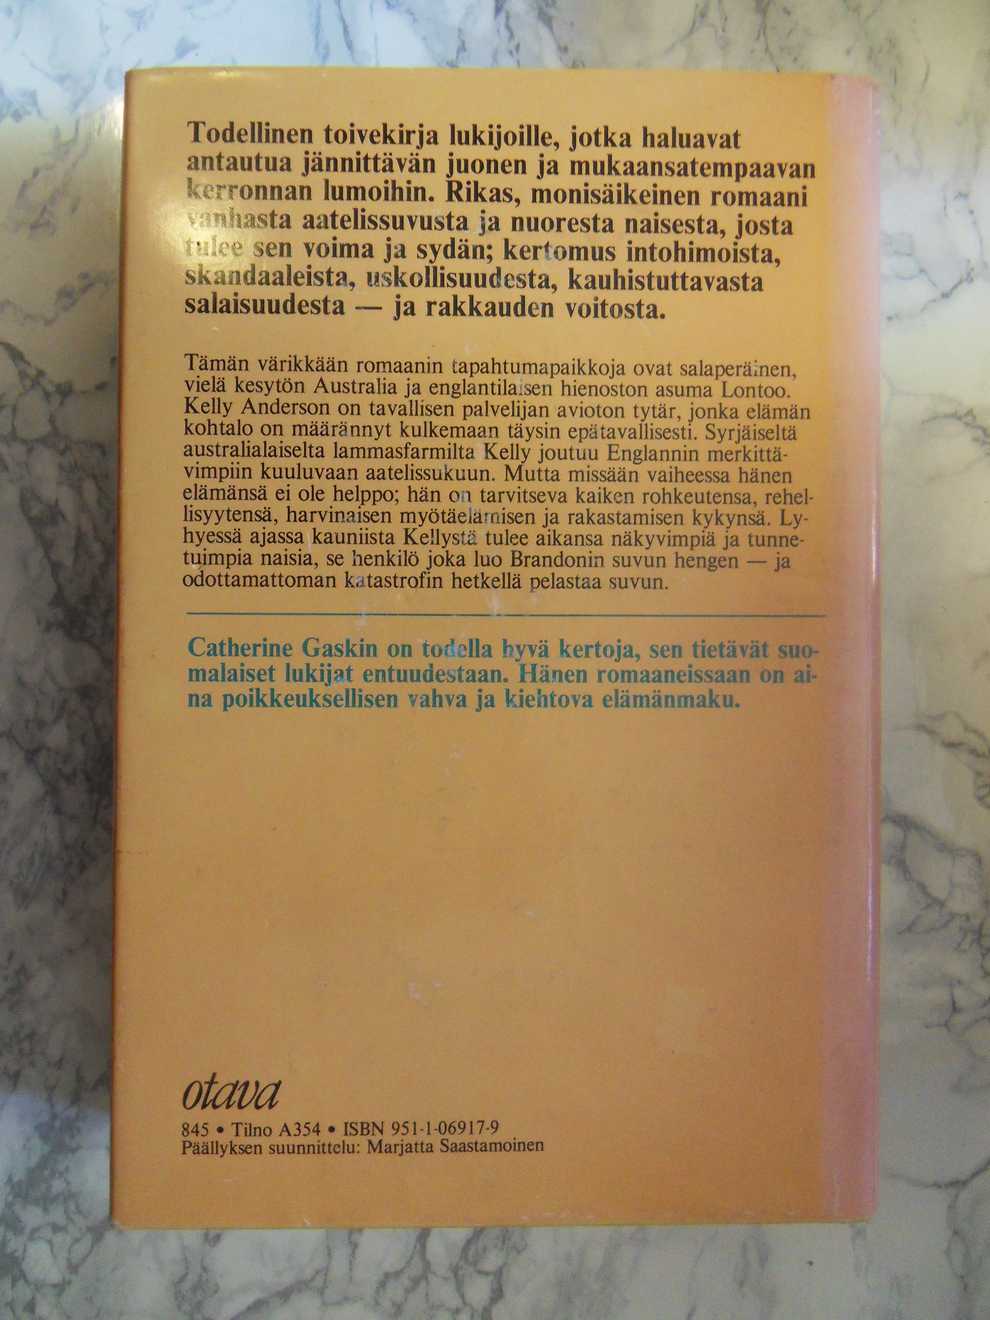 Todellinen toivekirja lukijoille, jotka haluavat
antautua jännittävän juonen ja mukaansatempaavan
kerronnan lumoihin. Rikas, monisäikeinen romaani
vanhasta aatelissuvusta ja nuoresta naisesta, josta
tulee sen voima ja sydän; kertomus intohimoista,
skandaaleista, uskollisuudesta, kauhistuttavasta
salaisuudesta — ja rakkauden voitosta.
Tämän värikkään romaanin tapahtumapaikkoja ovat salaperäinen,
vielä kesytön Australia ja englantilaisen hienoston asuma Lontoo.
Kelly Anderson on tavallisen palvelijan avioton tytär, jonka elämän
kohtalo on määrännyt kulkemaan täysin epätavallisesti. Syrjäiseltä
australialaiselta lammasfarmilta Kelly joutuu Englannin merkittä-
vimpiin kuuluvaan aatelissukuun. Mutta missään vaiheessa hänen
elämänsä ei ole helppo; hän on tarvitseva kaiken rohkeutensa, rehel-
lisyytensä, harvinaisen myötäelämisen ja rakastamisen kykynsä. Ly-
hyessä ajassa kauniista Kellystä tulee aikansa näkyvimpiä ja tunne-
tuimpia naisia, se henkilö joka luo Brandonin suvun hengen — ja
odottamattoman katastrofin hetkellä pelastaa suvun.
Catherine Gaskin on todella hyvä kertoja, sen tietävät suo-
malaiset lukijat entuudestaan. Hänen romaaneissaan on ai-
na poikkeuksellisen vahva ja kiehtova elämänmaku.
otava
845 • Tilno A354 • ISBN 951-1-06917-9
Päällyksen suunnittelu: Marjatta Saastamoinen